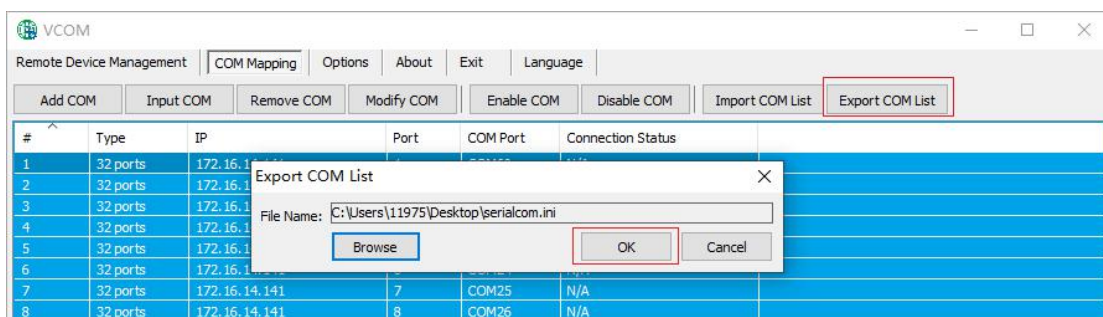 VCOM
Remote Device Management COM Mapping Options About Exit Language
Add COM Input COM Remove COM Modify COM Enable COM Disable COM Import COM List Export COM List
# Type IP Port COM Port Connection Status
1 32 ports
2 32 ports
3 32 ports
4 32 ports
5 32 ports
6 32 ports
Export COM List
File Name: C:\Users\11975\Desktop\serialcom.ini
Browse OK Cancel
7 32 ports 172.16.14.141 7 COM25 N/A
8 32 ports 172.16.14.141 8 COM26 N/A